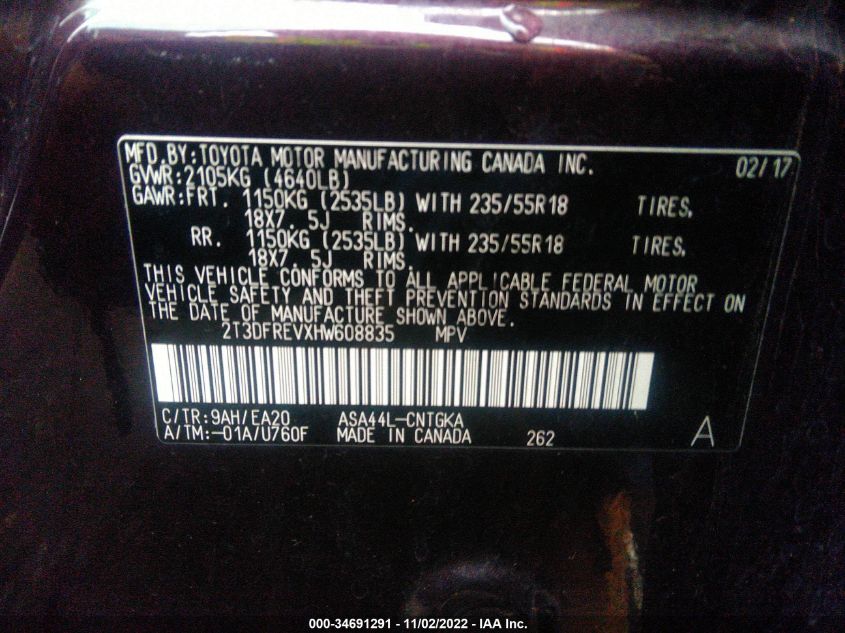 MFD.BY:TOYOTA MOTOR MANUFACTURING CANADA INC. 02/17
GVWR:2105KG (4640LB)
GAWR:FRT. 1150KG (2535LB) WITH 235/55R18 TIRES.
18X7.5J RIMS.
RR. 1150KG (2535LB) WITH 235/55R18 TIRES.
18X7.5J RIMS.
THIS VEHICLE CONFORMS TO ALL APPLICABLE FEDERAL MOTOR
VEHICLE SAFETY AND THEFT PREVENTION STANDARDS IN EFFECT ON
THE DATE OF MANUFACTURE SHOWN ABOVE.
2T3DFREVXHW608835 MPV
C/TR:9AH/EA20 ASA44L-CNTGKA
A/TM:-01A/U760F MADE IN CANADA 262 A
000-34691291 - 11/02/2022 - IAA Inc.